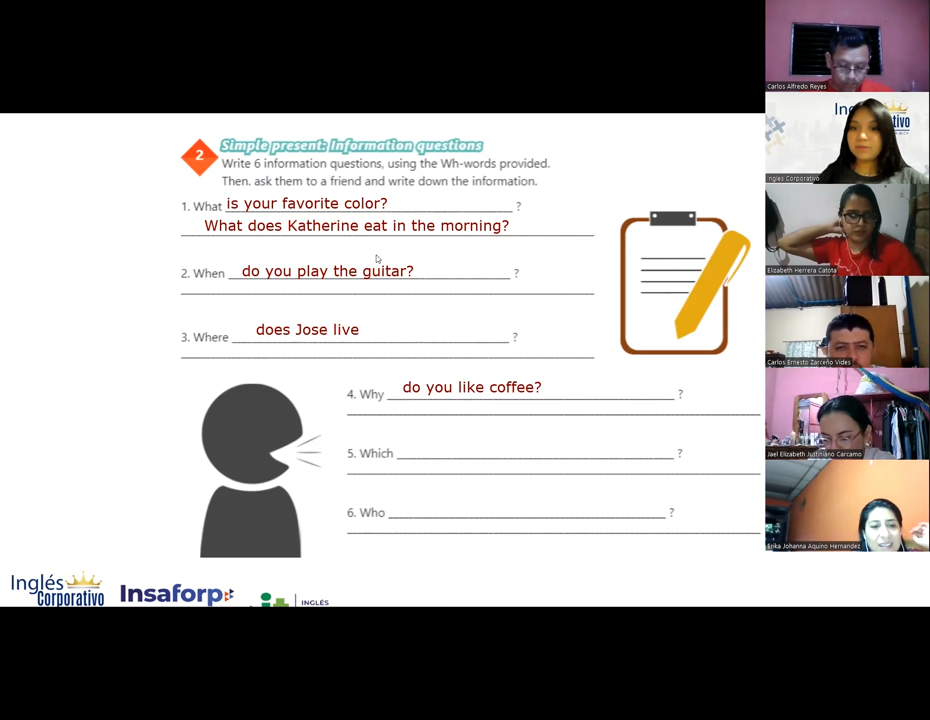 2
Simple present: Information questions
Write 6 information questions, using the Wh-words provided.
Then. ask them to a friend and write down the information.
1. What is your favorite color? ?
What does Katherine eat in the morning?
2. When do you play the guitar? ?
3. Where does Jose live ?
4. Why do you like coffee? ?
5. Which ?
6. Who ?
Inglés
Corporativo
Insaforp
INGLÉS
Carlos Alfredo Reyes
Ingles Corporativo
Elizabeth Herrera Catota
Carlos Ernesto Zarceño Vides
Jael Elizabeth Justiniano Carcamo
Erika Johanna Aquino Hernandez